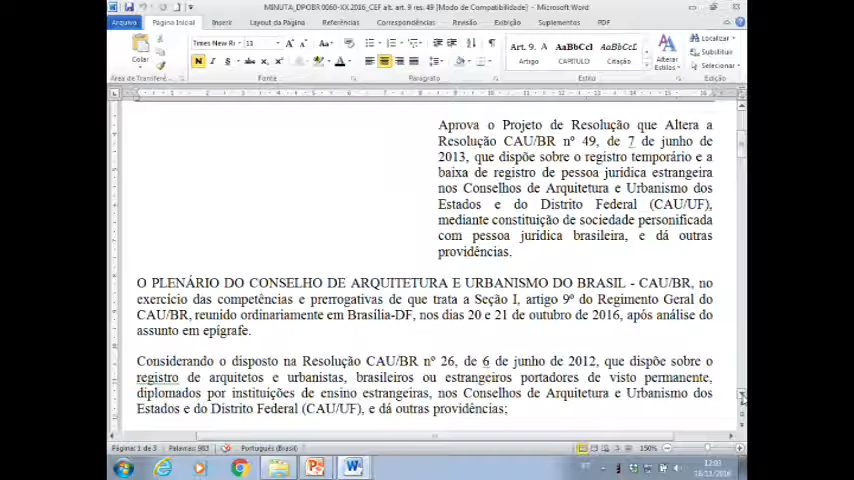 MINUTA_DPOBR 0060-XX.2016_CEF alt. art. 9 res. 49 [Modo de Compatibilidade] - Microsoft Word
Arquivo Página Inicial Inserir Layout da Página Referências Correspondências Revisão Exibição Suplementos PDF
Times New R 11
Art. 9. A AaBbCcI AaBbCcL
Localizar
Substituir
Selecionar
Colar
Artigo CAPITULO Citação
Alterar Estilos
Área de Transferê... Fonte Parágrafo Estilo Edição
Aprova o Projeto de Resolução que Altera a
Resolução CAU/BR nº 49, de 7 de junho de
2013, que dispõe sobre o registro temporário e a
baixa de registro de pessoa jurídica estrangeira
nos Conselhos de Arquitetura e Urbanismo dos
Estados e do Distrito Federal (CAU/UF),
mediante constituição de sociedade personificada
com pessoa jurídica brasileira, e dá outras
providências.
O PLENÁRIO DO CONSELHO DE ARQUITETURA E URBANISMO DO BRASIL - CAU/BR, no
exercício das competências e prerrogativas de que trata a Seção I, artigo 9º do Regimento Geral do
CAU/BR, reunido ordinariamente em Brasília-DF, nos dias 20 e 21 de outubro de 2016, após análise do
assunto em epígrafe.
Considerando o disposto na Resolução CAU/BR nº 26, de 6 de junho de 2012, que dispõe sobre o
registro de arquitetos e urbanistas, brasileiros ou estrangeiros portadores de visto permanente,
diplomados por instituições de ensino estrangeiras, nos Conselhos de Arquitetura e Urbanismo dos
Estados e do Distrito Federal (CAU/UF), e dá outras providências;
Página: 1 de 3 Palavras: 983 Português (Brasil) 150%
PT 12:03